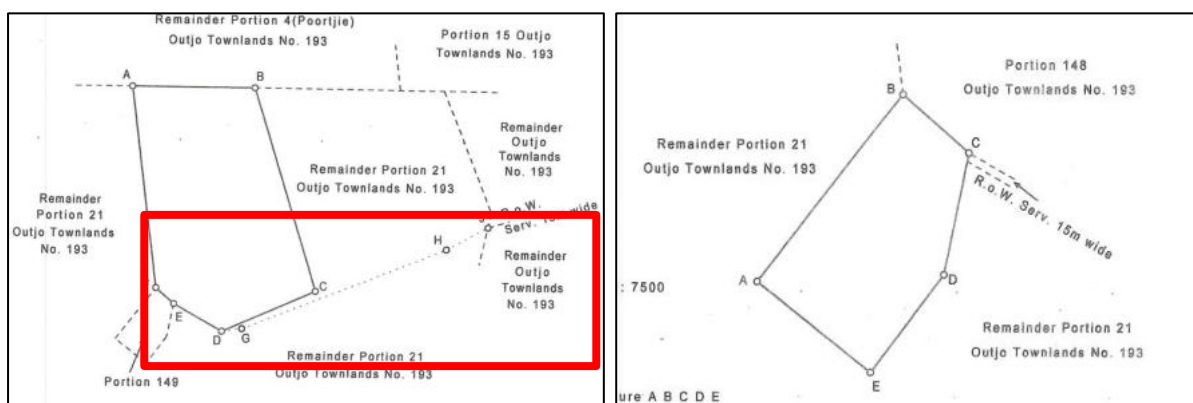 Remainder Portion 4(Poortjie)
Outjo Townlands No. 193
Portion 15 Outjo
Townlands No. 193
A
B
Remainder
Outjo
Townlands
No. 193
Remainder Portion 21
Outjo Townlands No. 193
Remainder
Portion 21
Outjo Townlands
No. 193
R.o.W.
Serv. 15m wide
H
Remainder
Outjo
Townlands
No. 193
C
E
D
G
Remainder Portion 21
Outjo Townlands No. 193
Portion 149
Portion 148
Outjo Townlands No. 193
B
Remainder Portion 21
Outjo Townlands No. 193
C
R.o.W. Serv. 15m wide
A
D
: 7500
Remainder Portion 21
Outjo Townlands No. 193
E
ure A B C D E